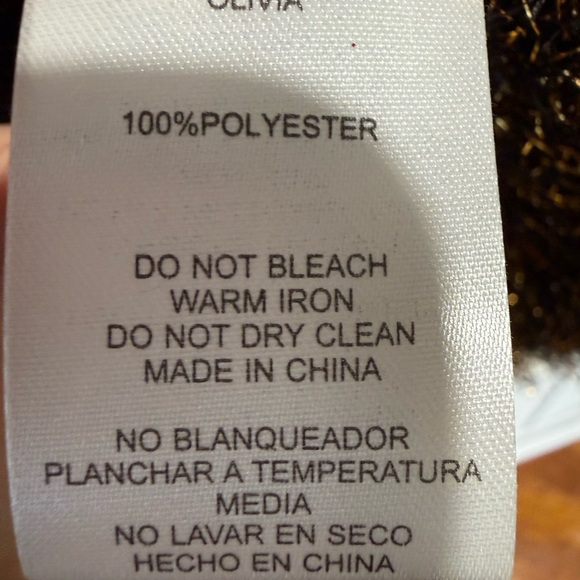 OLIVIA
100%POLYESTER
DO NOT BLEACH
WARM IRON
DO NOT DRY CLEAN
MADE IN CHINA
NO BLANQUEADOR
PLANCHAR A TEMPERATURA
MEDIA
NO LAVAR EN SECO
HECHO EN CHINA